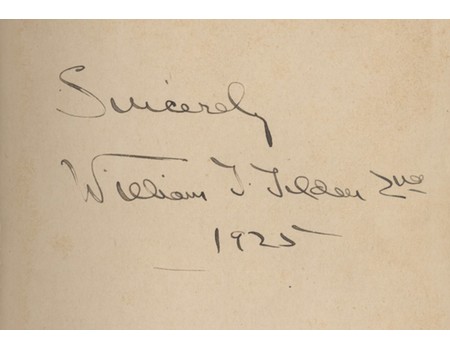 Sincerely
William T. Tilden 2nd
1925